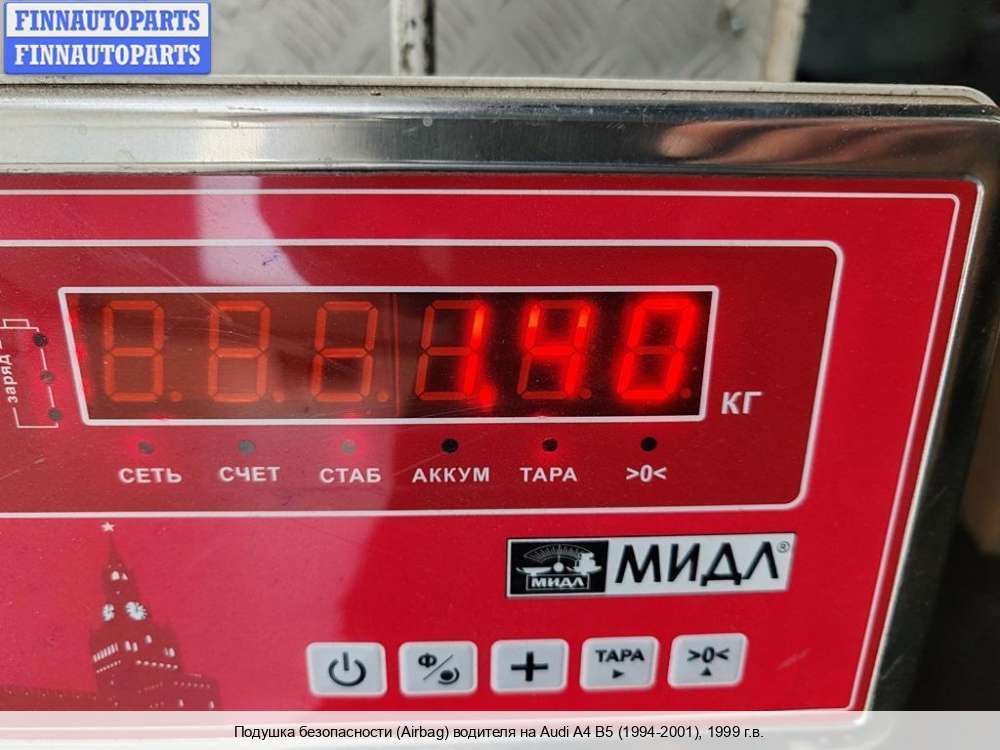 FINNAUTOPARTS
FINNAUTOPARTS
1.40
КГ
заряд
СЕТЬ СЧЕТ СТАБ АККУМ ТАРА >0<
МИДЛ МИДЛ®
Ф + ТАРА >0<
Подушка безопасности (Airbag) водителя на Audi A4 B5 (1994-2001), 1999 г.в.